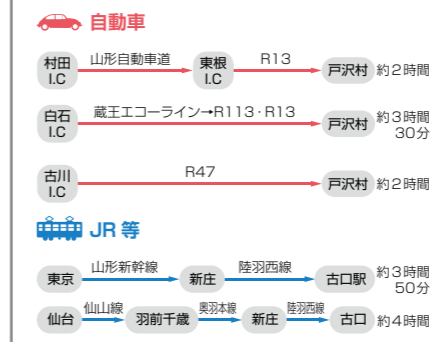 自動車
村田 I.C 山形自動車道 東根 I.C R13 戸沢村 約2時間
白石 I.C 蔵王エコーライン→R113・R13 戸沢村 約3時間30分
古川 I.C R47 戸沢村 約2時間
JR 等
東京 山形新幹線 新庄 陸羽西線 古口駅 約3時間50分
仙台 仙山線 羽前千歳 奥羽本線 新庄 陸羽西線 古口 約4時間